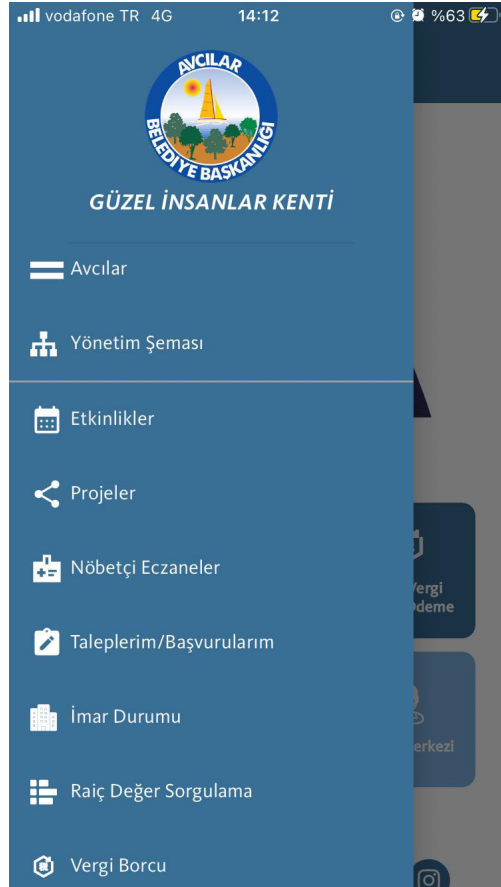 vodafone TR 4G 14:12 %63
AVCILAR
BELEDİYE BAŞKANLIĞI
GÜZEL İNSANLAR KENTİ
Avcılar
Yönetim Şeması
Etkinlikler
Projeler
Nöbetçi Eczaneler
Taleplerim/Başvurularım
İmar Durumu
Raiç Değer Sorgulama
Vergi Borcu